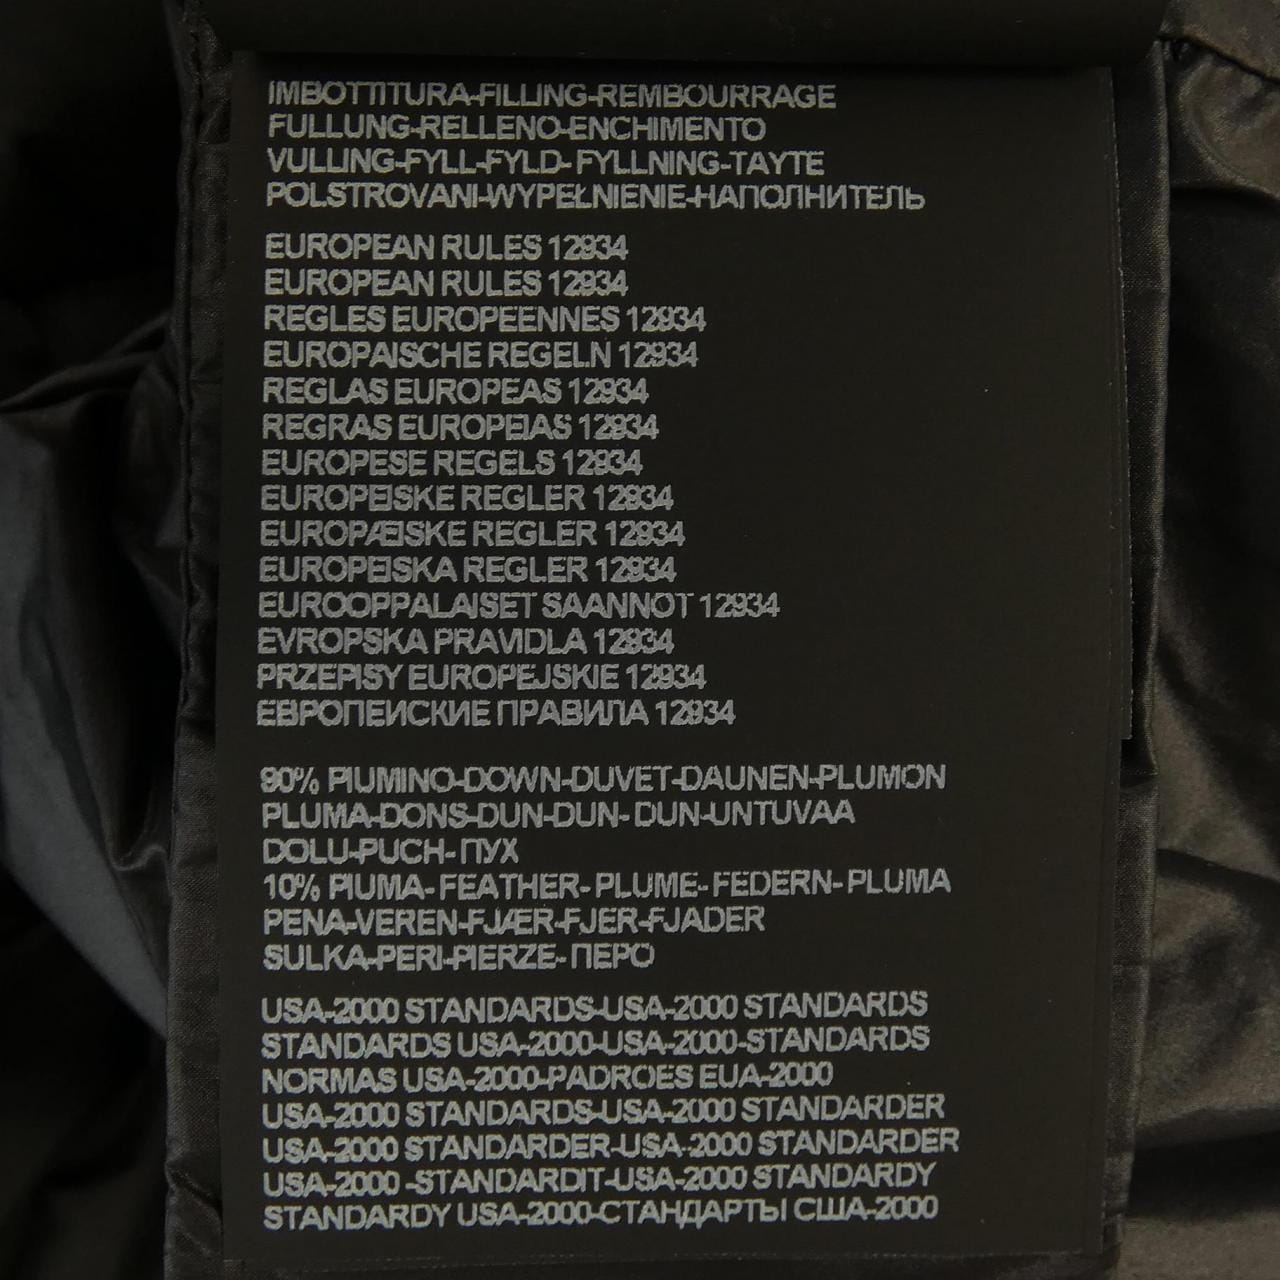 IMBOTTITURA-FILLING-REMBOURRAGE
FULLUNG-RELLENO-ENCHIMENTO
VULLING-FYLL-FYLD- FYLLNING-TAYTE
POLSTROVANI-WYPEŁNIENIE-НАПОЛНИТЕЛЬ
EUROPEAN RULES 12934
EUROPEAN RULES 12934
REGLES EUROPEENNES 12934
EUROPAISCHE REGELN 12934
REGLAS EUROPEAS 12934
REGRAS EUROPEIAS 12934
EUROPESE REGELS 12934
EUROPEISKE REGLER 12934
EUROPÆISKE REGLER 12934
EUROPEISKA REGLER 12934
EUROOPPALAISET SAANNOT 12934
EVROPSKA PRAVIDLA 12934
PRZEPISY EUROPEJSKIE 12934
ЕВРОПЕИСКИЕ ПРАВИЛА 12934
90% PIUMINO-DOWN-DUVET-DAUNEN-PLUMON
PLUMA-DONS-DUN-DUN- DUN-UNTUVAA
DOLU-PUCH- ПУХ
10% PIUMA- FEATHER- PLUME- FEDERN- PLUMA
PENA-VEREN-FJÆR-FJER-FJADER
SULKA-PERI-PIERZE- ПЕРО
USA-2000 STANDARDS-USA-2000 STANDARDS
STANDARDS USA-2000-USA-2000-STANDARDS
NORMAS USA-2000-PADROES EUA-2000
USA-2000 STANDARDS-USA-2000 STANDARDER
USA-2000 STANDARDER-USA-2000 STANDARDER
USA-2000 -STANDARDIT-USA-2000 STANDARDY
STANDARDY USA-2000-СТАНДАРТЫ США-2000